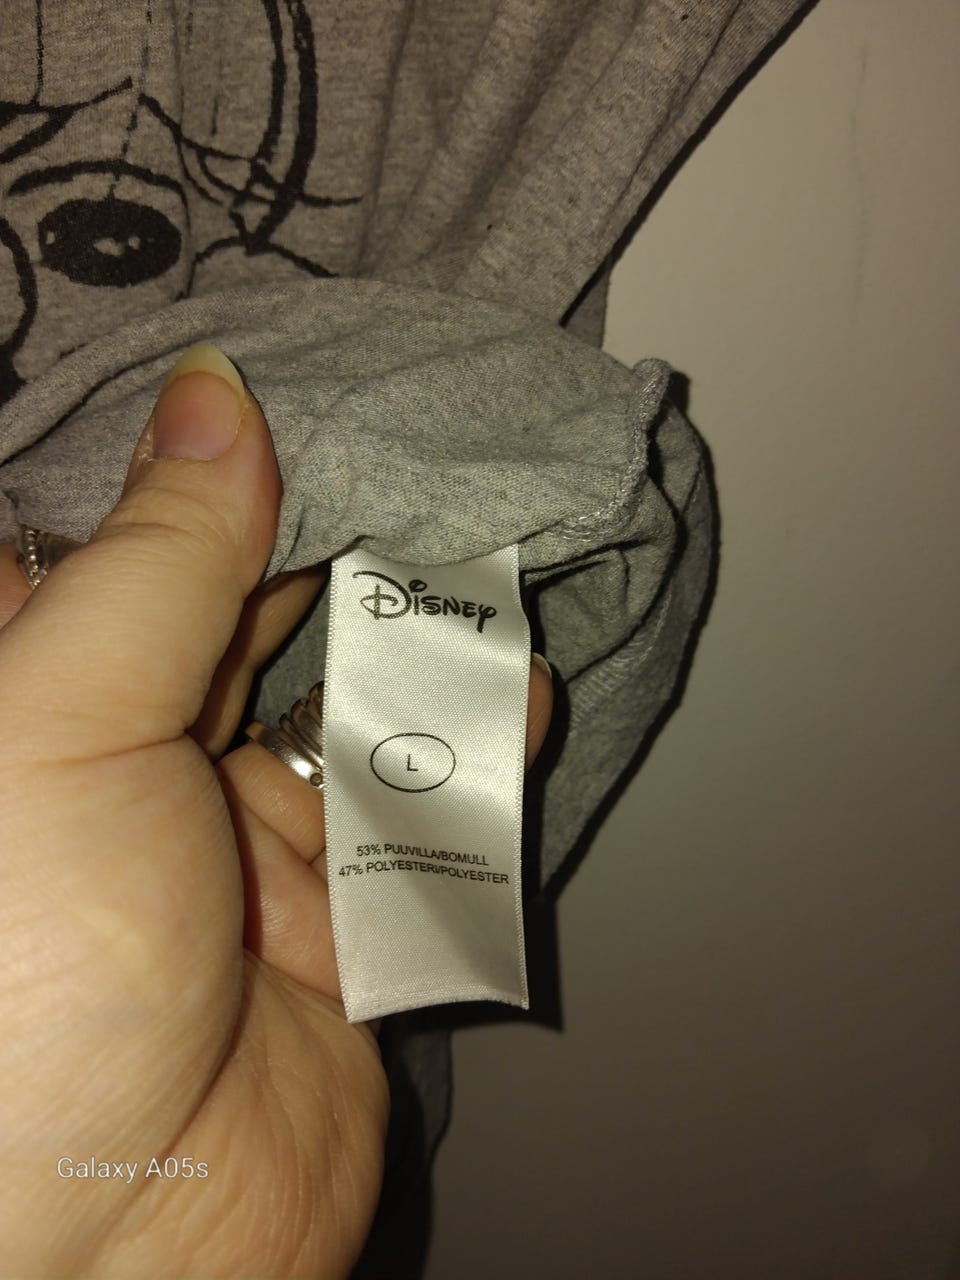 Disney
L
53% PUUVILLA/BOMULL
47% POLYESTERI/POLYESTER
Galaxy A05s